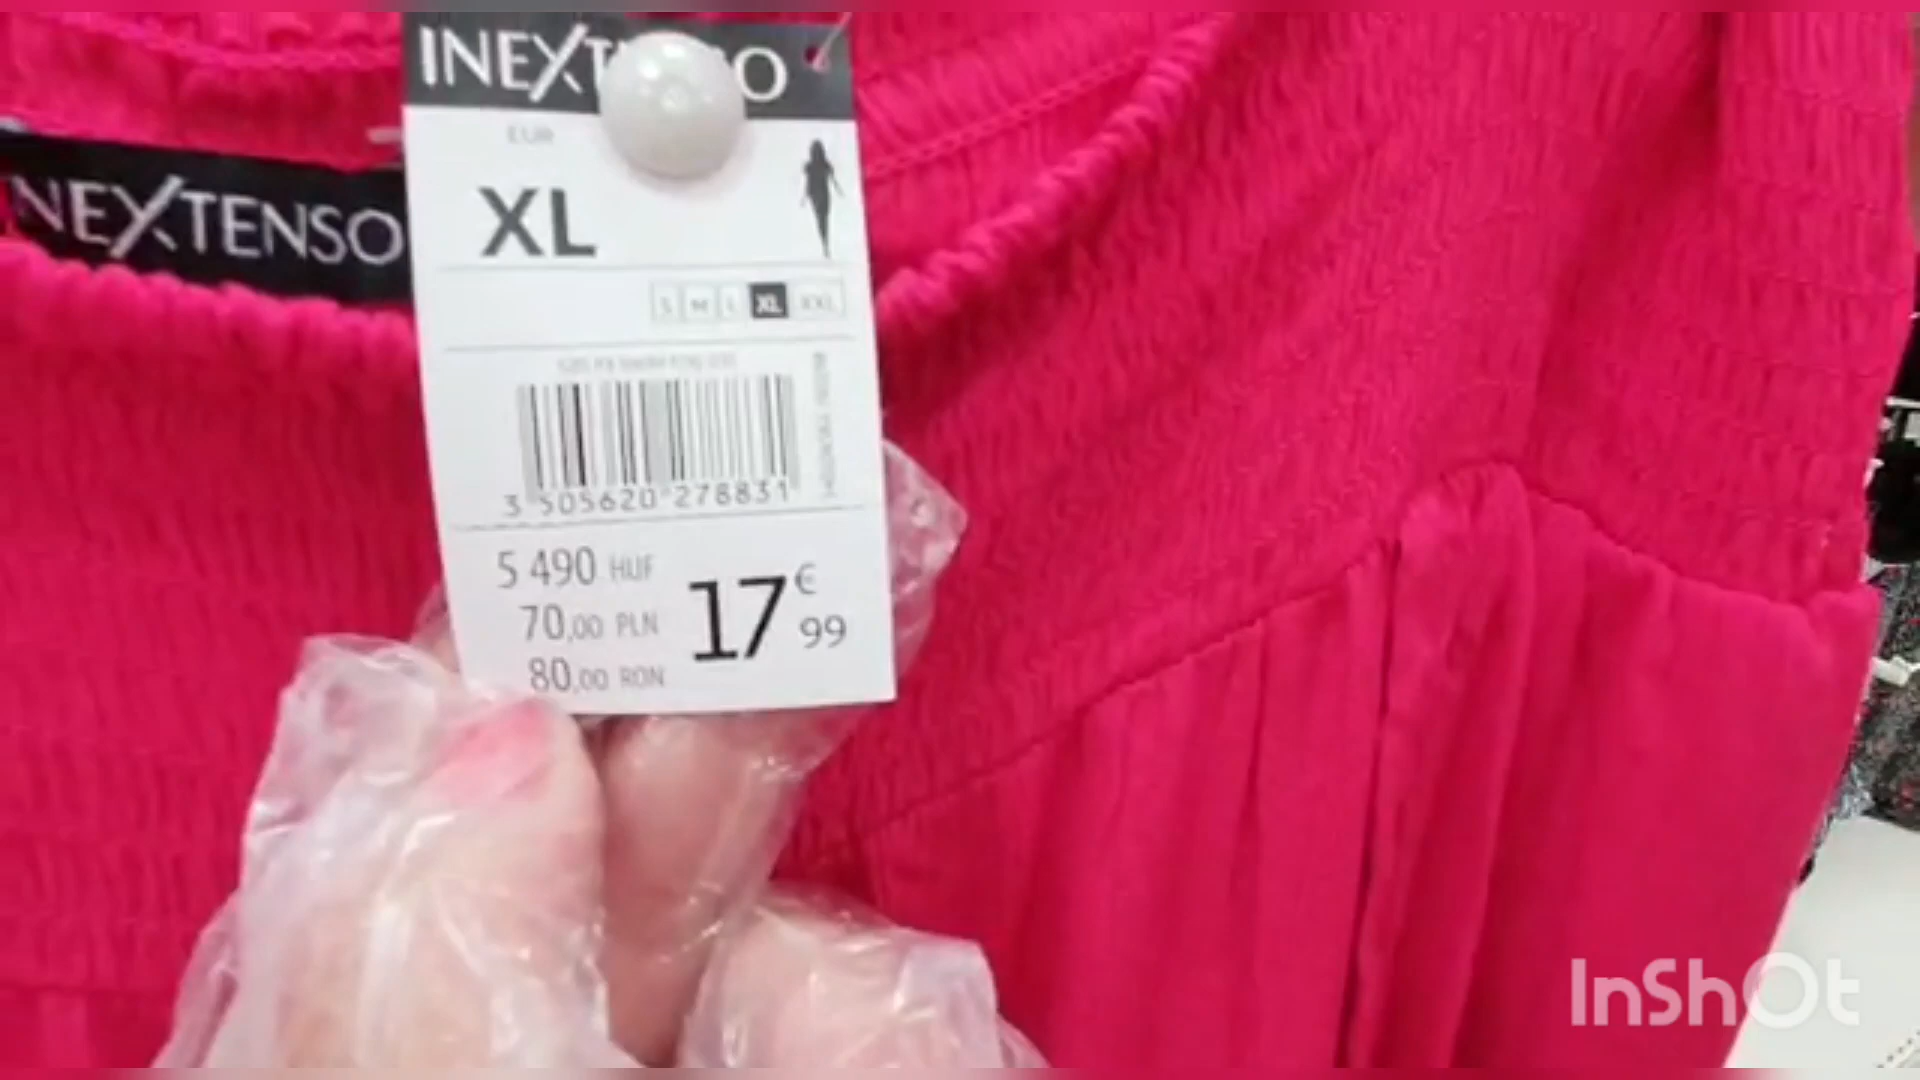 INEXTENSO
NEXTENSO
EUR
XL
S M L XL XXL
3 505620 278831
5 490 HUF
70,00 PLN
80,00 RON
17€99
InShOt